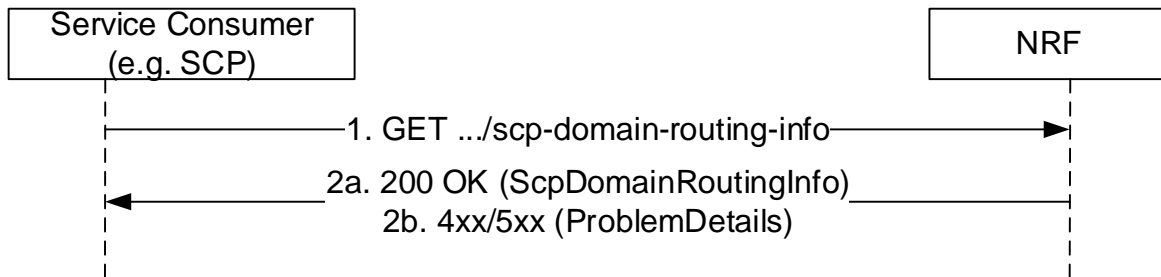 Service Consumer
(e.g. SCP)
NRF
1. GET .../scp-domain-routing-info
2a. 200 OK (ScpDomainRoutingInfo)
2b. 4xx/5xx (ProblemDetails)